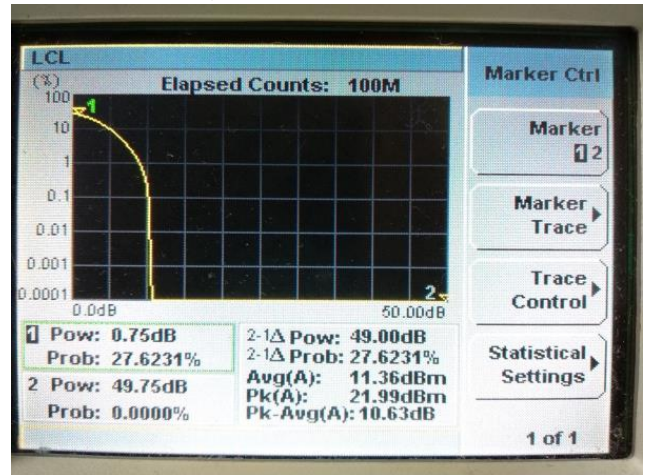 LCL
(%)
Elapsed Counts: 100M
100
1
10
1
0.1
0.01
0.001
0.0001
2
0.0dB
50.00dB
1 Pow: 0.75dB
Prob: 27.6231%
2 Pow: 49.75dB
Prob: 0.0000%
2-1Δ Pow: 49.00dB
2-1Δ Prob: 27.6231%
Avg(A): 11.36dBm
Pk(A): 21.99dBm
Pk-Avg(A): 10.63dB
Marker Ctrl
Marker
1 2
Marker
Trace
Trace
Control
Statistical
Settings
1 of 1